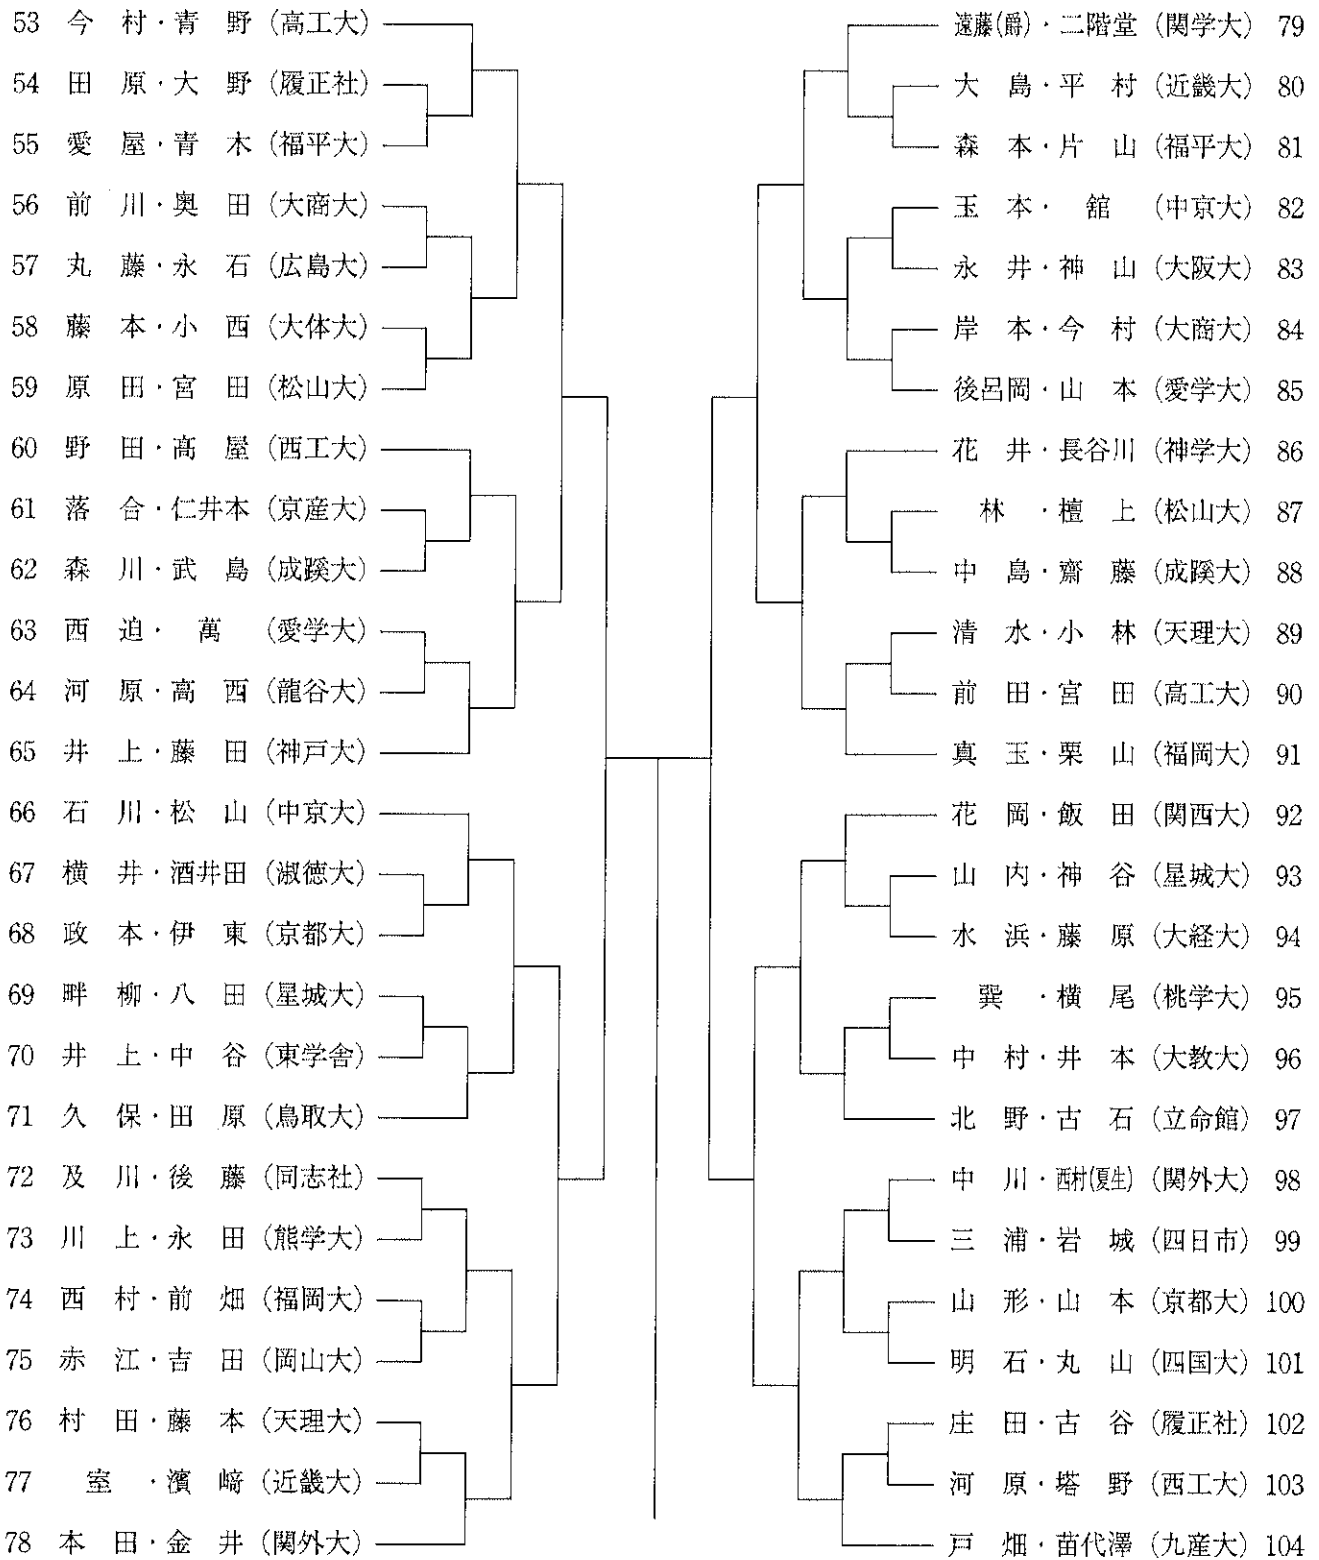 53 今 村・青 野 (高工大)
54 田 原・大 野 (履正社)
55 愛 屋・青 木 (福平大)
56 前 川・奥 田 (大商大)
57 丸 藤・永 石 (広島大)
58 藤 本・小 西 (大体大)
59 原 田・宮 田 (松山大)
60 野 田・高 屋 (西工大)
61 落 合・仁井本 (京産大)
62 森 川・武 島 (成蹊大)
63 西 迫・ 萬 (愛学大)
64 河 原・高 西 (龍谷大)
65 井 上・藤 田 (神戸大)
66 石 川・松 山 (中京大)
67 横 井・酒井田 (淑徳大)
68 政 本・伊 東 (京都大)
69 畔 柳・八 田 (星城大)
70 井 上・中 谷 (東学舎)
71 久 保・田 原 (鳥取大)
72 及 川・後 藤 (同志社)
73 川 上・永 田 (熊学大)
74 西 村・前 畑 (福岡大)
75 赤 江・吉 田 (岡山大)
76 村 田・藤 本 (天理大)
77 室 ・濱 﨑 (近畿大)
78 本 田・金 井 (関外大)
遠藤(爵)・二階堂 (関学大) 79
大 島・平 村 (近畿大) 80
森 本・片 山 (福平大) 81
玉 本・ 舘 (中京大) 82
永 井・神 山 (大阪大) 83
岸 本・今 村 (大商大) 84
後呂岡・山 本 (愛学大) 85
花 井・長谷川 (神学大) 86
林 ・檀 上 (松山大) 87
中 島・齋 藤 (成蹊大) 88
清 水・小 林 (天理大) 89
前 田・宮 田 (高工大) 90
真 玉・栗 山 (福岡大) 91
花 岡・飯 田 (関西大) 92
山 内・神 谷 (星城大) 93
水 浜・藤 原 (大経大) 94
巽 ・横 尾 (桃学大) 95
中 村・井 本 (大教大) 96
北 野・古 石 (立命館) 97
中 川・西村(夏生) (関外大) 98
三 浦・岩 城 (四日市) 99
山 形・山 本 (京都大) 100
明 石・丸 山 (四国大) 101
庄 田・古 谷 (履正社) 102
河 原・塔 野 (西工大) 103
戸 畑・苗代澤 (九産大) 104